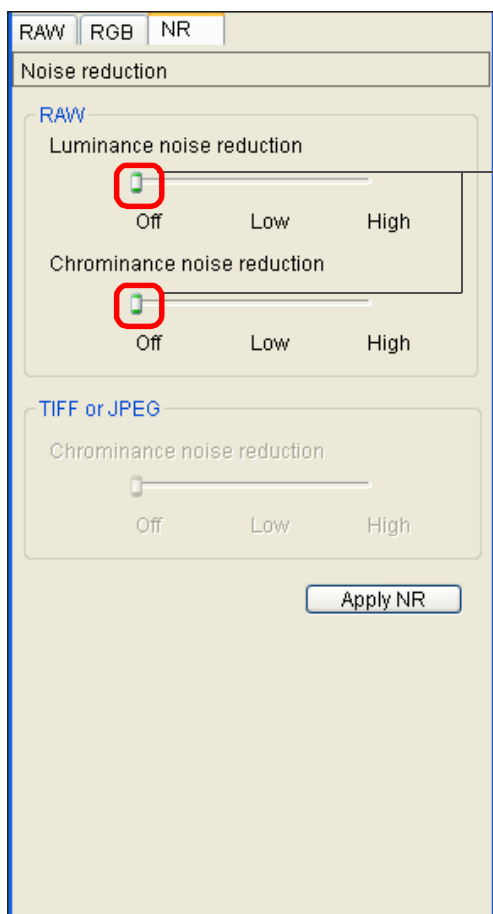 RAW RGB NR
Noise reduction
RAW
Luminance noise reduction
Off Low High
Chrominance noise reduction
Off Low High
TIFF or JPEG
Chrominance noise reduction
Off Low High
Apply NR